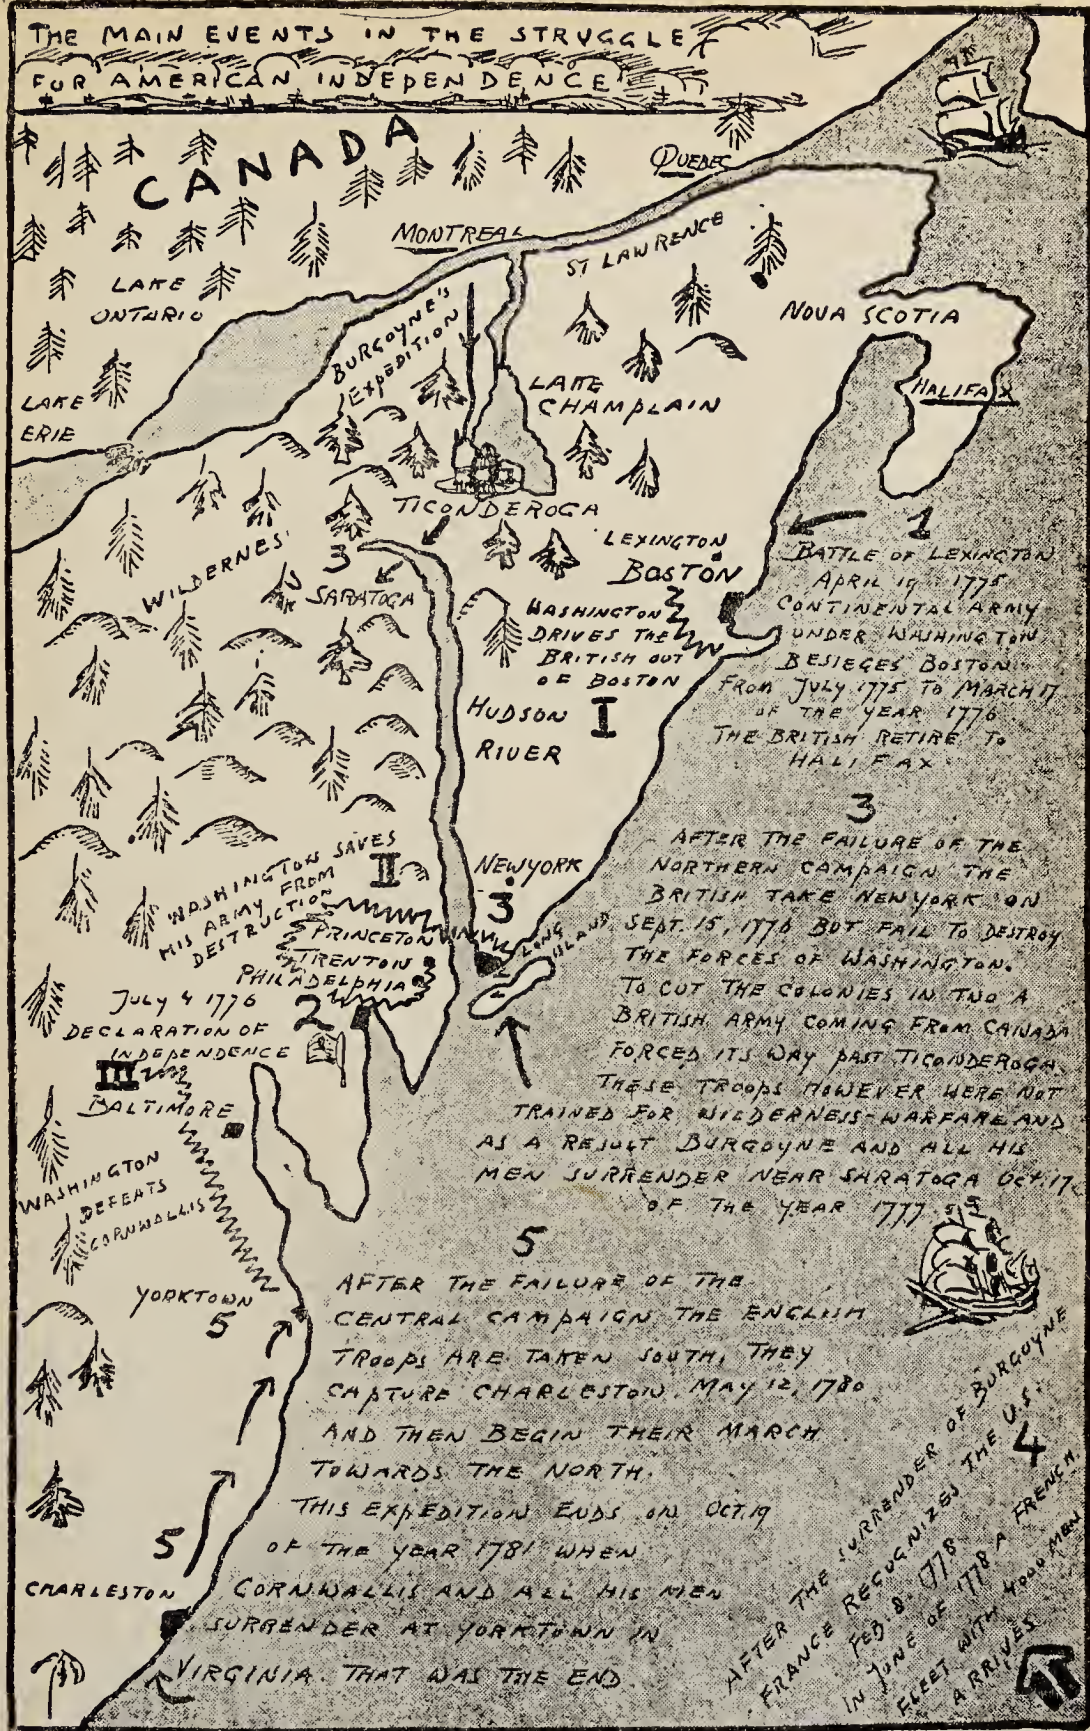 THE MAIN EVENTS IN THE STRUGGLE
FOR AMERICAN INDEPENDENCE
CANADA
QUEBEC
MONTREAL
ST LAWRENCE
LAKE
ONTARIO
BURGOYNE'S
EXPEDITION
NOVA SCOTIA
HALIFAX
LAKE
CHAMPLAIN
LAKE
ERIE
TICONDEROGA
WILDERNES
3
SARATOGA
LEXINGTON
BOSTON
WASHINGTON
DRIVES THE
BRITISH OUT
OF BOSTON
I
HUDSON
RIVER
1
BATTLE OF LEXINGTON
APRIL 19 1775
CONTINENTAL ARMY
UNDER WASHINGTON
BESIEGES BOSTON
FROM JULY 1775 TO MARCH 17
OF THE YEAR 1776
THE BRITISH RETIRE TO
HALIFAX
3
AFTER THE FAILURE OF THE
NORTHERN CAMPAIGN THE
BRITISH TAKE NEWYORK ON
SEPT. 15, 1776 BUT FAIL TO DESTROY
THE FORCES OF WASHINGTON.
TO CUT THE COLONIES IN TWO A
BRITISH ARMY COMING FROM CANADA
FORCED ITS WAY PAST TICONDEROGA
THESE TROOPS HOWEVER WERE NOT
TRAINED FOR WILDERNESS-WARFARE AND
AS A RESULT BURGOYNE AND ALL HIS
MEN SURRENDER NEAR SARATOGA Oct. 17
OF THE YEAR 1777
WASHINGTON SAVES
HIS ARMY FROM
DESTRUCTION
II
NEWYORK
3
LONG
ISLAND
PRINCETON
TRENTON
PHILADELPHIA
2
JULY 4 1776
DECLARATION OF
INDEPENDENCE
III
BALTIMORE
WASHINGTON
DEFEATS
CORNWALLIS
YORKTOWN
5
5
AFTER THE FAILURE OF THE
CENTRAL CAMPAIGN THE ENGLISH
TROOPS ARE TAKEN SOUTH, THEY
CAPTURE CHARLESTON. MAY 12, 1780
AND THEN BEGIN THEIR MARCH
TOWARDS THE NORTH.
THIS EXPEDITION ENDS ON OCT. 19
OF THE YEAR 1781 WHEN
CORNWALLIS AND ALL HIS MEN
SURRENDER AT YORKTOWN IN
VIRGINIA. THAT WAS THE END.
5
CHARLESTON
4
AFTER THE SURRENDER OF BURGOYNE
FRANCE RECOGNIZES THE U.S.
FEB. 8. 1778.
IN JUNE OF 1778 A FRENCH
FLEET WITH 4000 MEN
ARRIVES